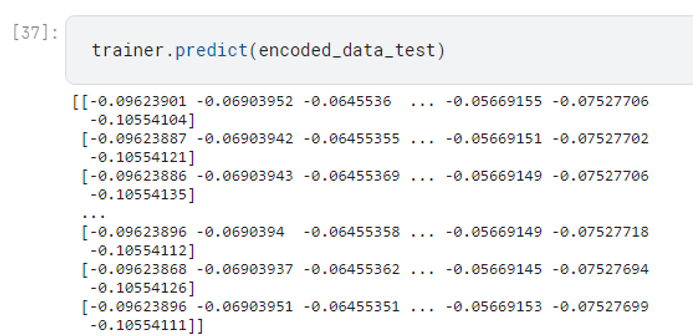 [37]:
trainer.predict(encoded_data_test)
[[-0.09623901 -0.06903952 -0.0645536  ... -0.05669155 -0.07527706
-0.10554104]
[-0.09623887 -0.06903942 -0.06455355 ... -0.05669151 -0.07527702
-0.10554121]
[-0.09623886 -0.06903943 -0.06455369 ... -0.05669149 -0.07527706
-0.10554135]
...
[-0.09623896 -0.0690394  -0.06455358 ... -0.05669149 -0.07527718
-0.10554112]
[-0.09623868 -0.06903937 -0.06455362 ... -0.05669145 -0.07527694
-0.10554126]
[-0.09623896 -0.06903951 -0.06455351 ... -0.05669153 -0.07527699
-0.10554111]]